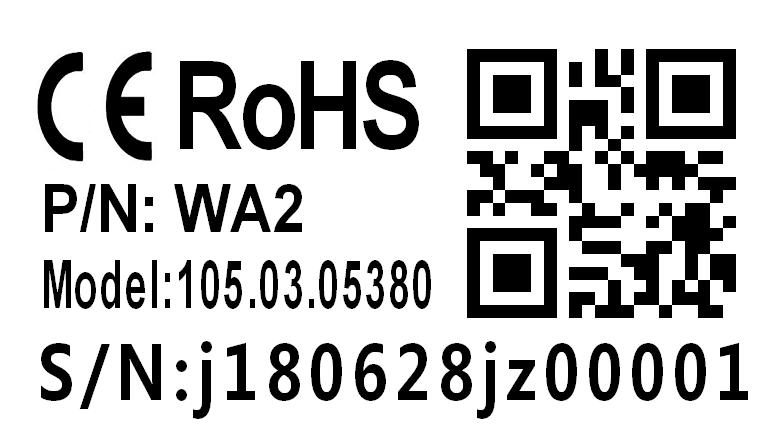 CE RoHS
P/N: WA2
Model:105.03.05380
S/N:j180628jz00001